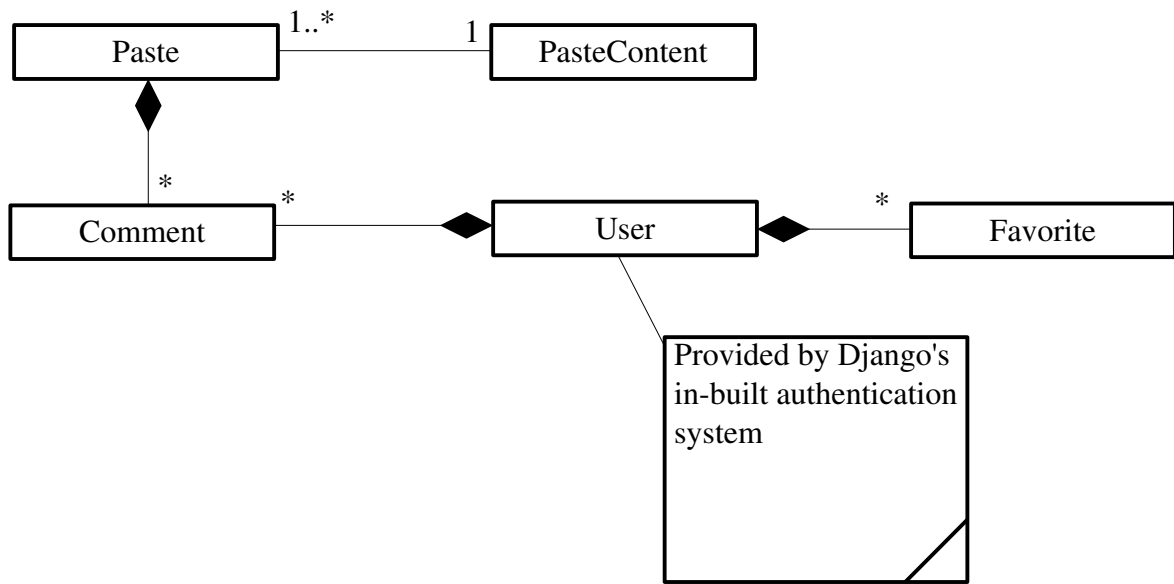 1..*
1
Paste
PasteContent
*
*
*
Comment
User
Favorite
Provided by Django's
in-built authentication
system